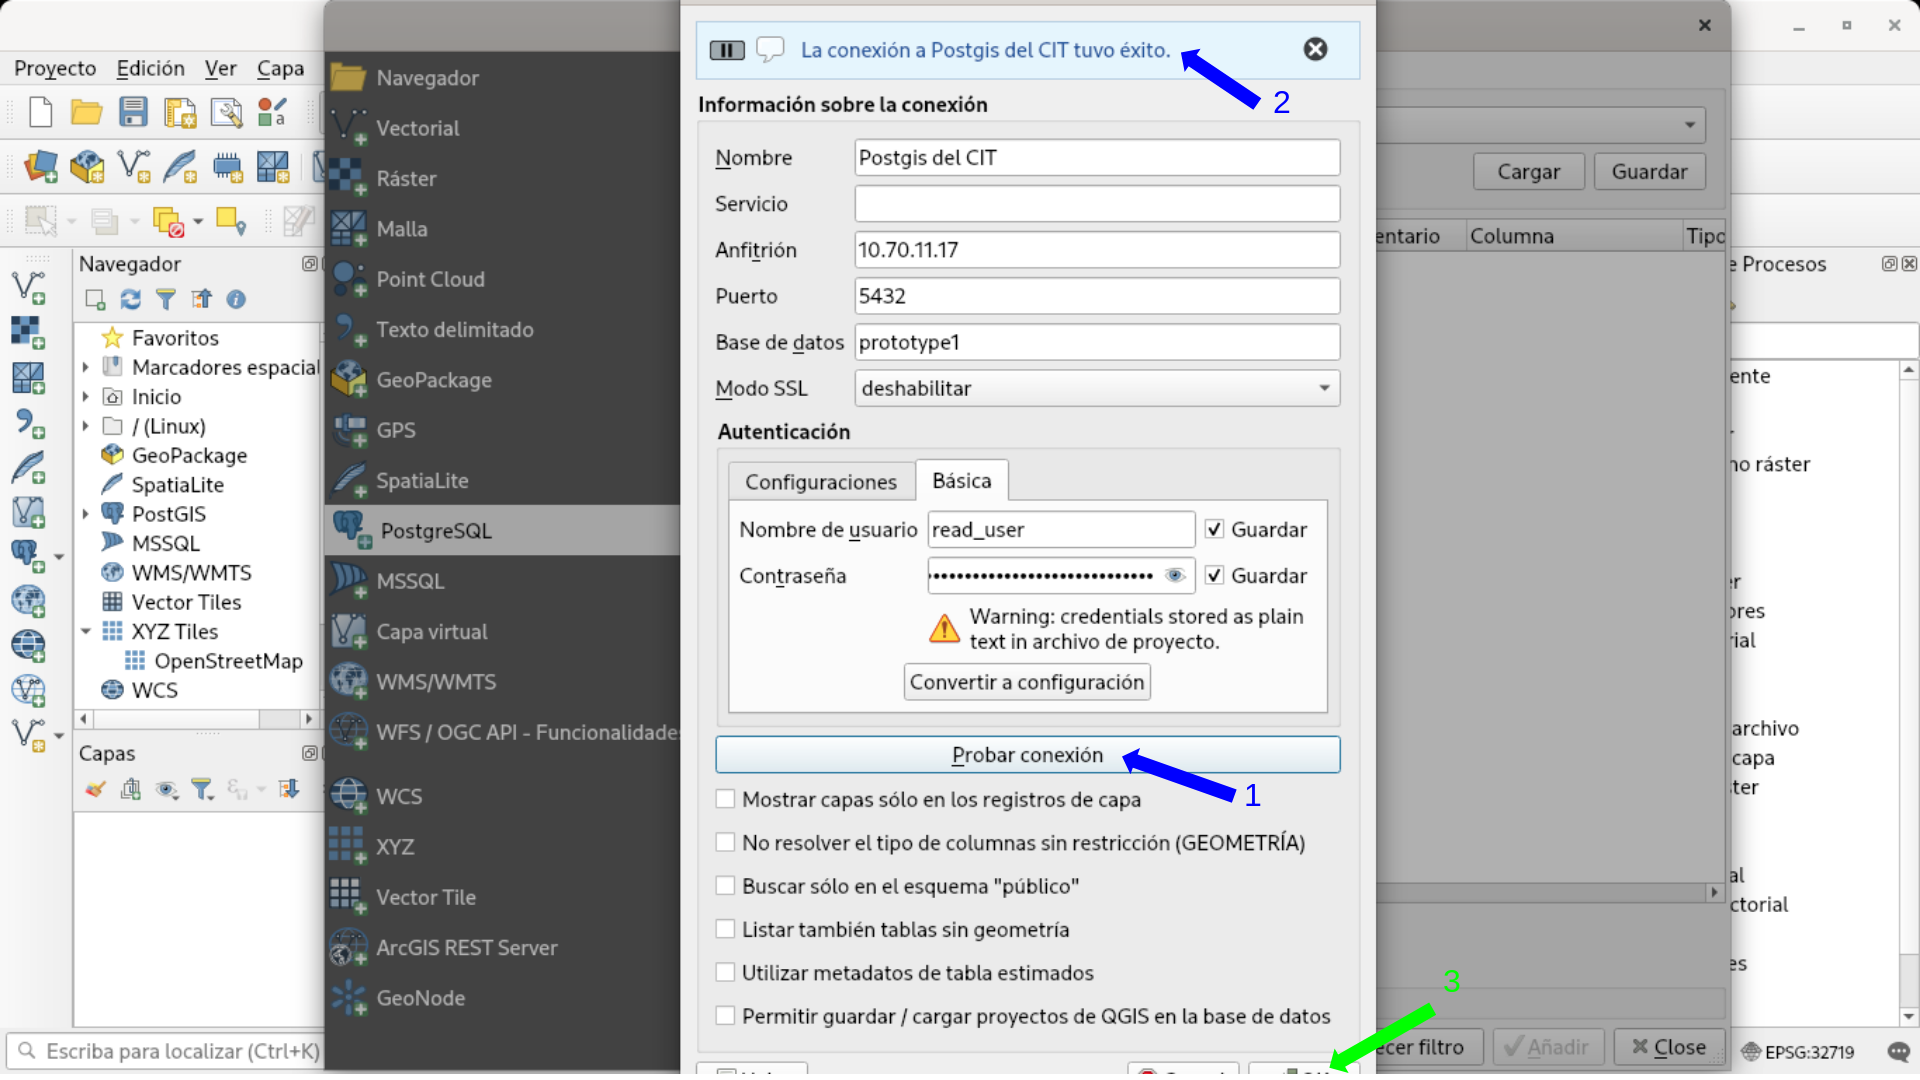 Proyecto Edición Ver Capa
Navegador
Favoritos
Marcadores espacial
Inicio
/ (Linux)
GeoPackage
SpatiaLite
PostGIS
MSSQL
WMS/WMTS
Vector Tiles
XYZ Tiles
OpenStreetMap
WCS
Capas
Escriba para localizar (Ctrl+K)
Navegador
Vectorial
Ráster
Malla
Point Cloud
Texto delimitado
GeoPackage
GPS
SpatiaLite
PostgreSQL
MSSQL
Capa virtual
WMS/WMTS
WFS / OGC API - Funcionalidades
WCS
XYZ
Vector Tile
ArcGIS REST Server
GeoNode
La conexión a Postgis del CIT tuvo éxito.
2
Información sobre la conexión
Nombre Postgis del CIT
Servicio
Anfitrión 10.70.11.17
Puerto 5432
Base de datos prototype1
Modo SSL deshabilitar
Autenticación
Configuraciones Básica
Nombre de usuario read_user Guardar
Contraseña Guardar
Warning: credentials stored as plain
text in archivo de proyecto.
Convertir a configuración
Probar conexión
1
Mostrar capas sólo en los registros de capa
No resolver el tipo de columnas sin restricción (GEOMETRÍA)
Buscar sólo en el esquema "público"
Listar también tablas sin geometría
Utilizar metadatos de tabla estimados
3
Permitir guardar / cargar proyectos de QGIS en la base de datos
Cargar Guardar
entario Columna Tipo
ecer filtro Añadir Close
e Procesos
ente
no ráster
er
ores
rial
archivo
capa
ster
al
ctorial
es
EPSG:32719